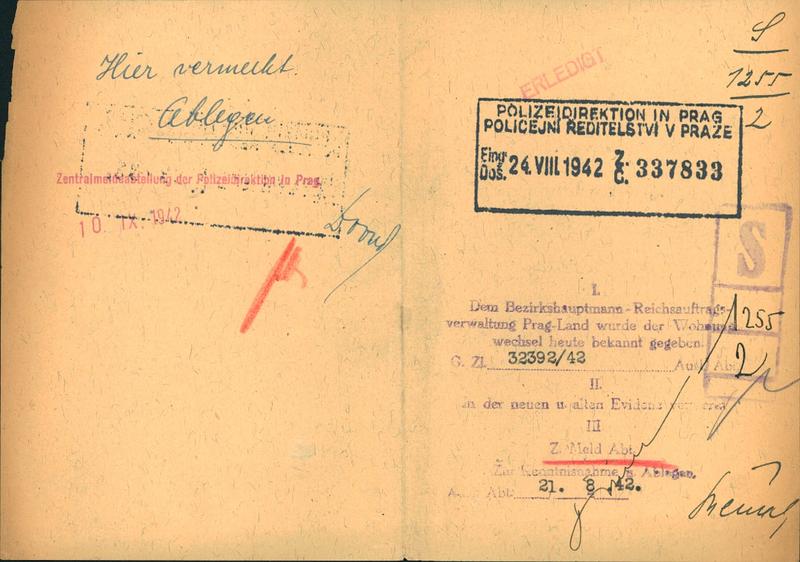 Hier vermerkt.
Ablegen
Zentralmeldeabteilung der Polizeidirektion in Prag.
10. IX. 1942
S
1255
2
ERLEDIGT
POLIZEIDIREKTION IN PRAG
POLICEJNÍ ŘEDITELSTVÍ V PRAZE
Eing. Doš. 24. VIII. 1942 Z. Č. 337833
S
1255
2
I.
Dem Bezirkshauptmann-Reichsauftrags-
verwaltung Prag-Land wurde der Wohnungs
wechsel heute bekannt gegeben.
G. Zl. 32392/42 Ausl. Abt.
II.
in der neuen u. alten Evidenz
III
Z. Meld Abt.
Zur Kenntnisnahme u. Ablegen.
Abt. 21. 8. 42.